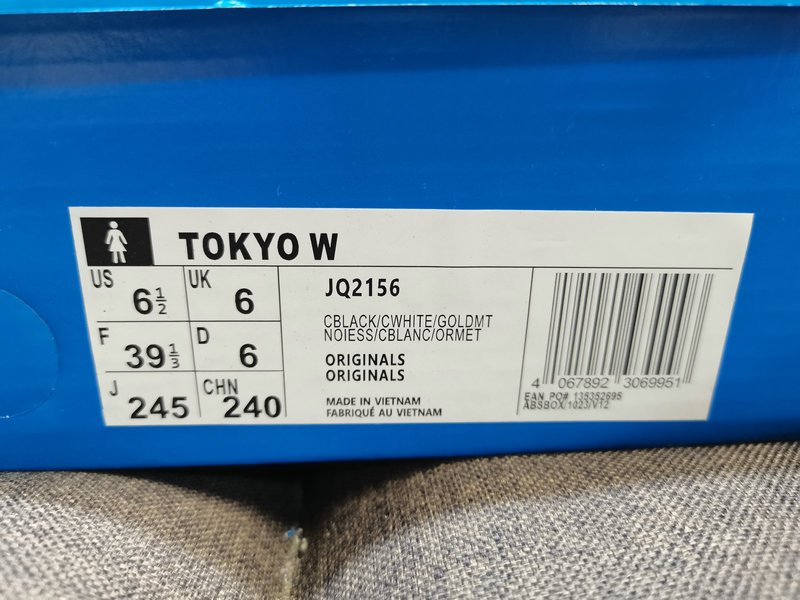 TOKYO W
US 6½ UK 6
F 39⅓ D 6
J 245 CHN 240
JQ2156
CBLACK/CWHITE/GOLDMT
NOIESS/CBLANC/ORMET
ORIGINALS
ORIGINALS
MADE IN VIETNAM
FABRIQUÉ AU VIETNAM
4 067892 306995
EAN PO# 135352695
ABSBOX/1023/V12